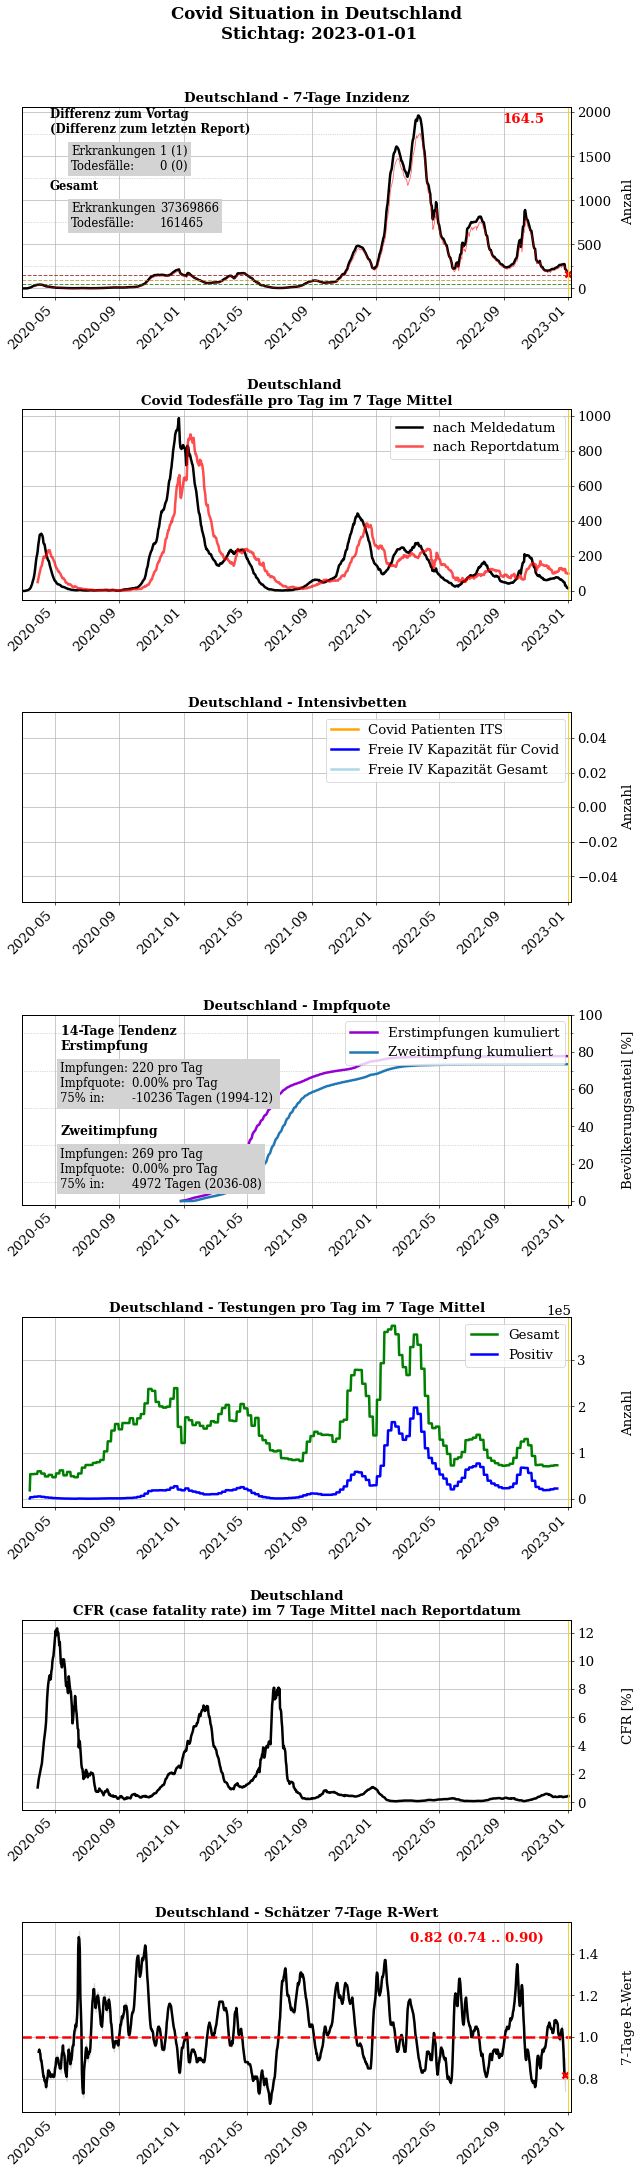 Covid Situation in Deutschland
Stichtag: 2023-01-01
Deutschland - 7-Tage Inzidenz
Differenz zum Vortag
(Differenz zum letzten Report)
Erkrankungen 1 (1)
Todesfälle: 0 (0)
Gesamt
Erkrankungen 37369866
Todesfälle: 161465
164.5
2000
1500
1000
500
0
Anzahl
2020-05 2020-09 2021-01 2021-05 2021-09 2022-01 2022-05 2022-09 2023-01
Deutschland
Covid Todesfälle pro Tag im 7 Tage Mittel
nach Meldedatum
nach Reportdatum
1000
800
600
400
200
0
2020-05 2020-09 2021-01 2021-05 2021-09 2022-01 2022-05 2022-09 2023-01
Deutschland - Intensivbetten
Covid Patienten ITS
Freie IV Kapazität für Covid
Freie IV Kapazität Gesamt
0.04
0.02
0.00
−0.02
−0.04
Anzahl
2020-05 2020-09 2021-01 2021-05 2021-09 2022-01 2022-05 2022-09 2023-01
Deutschland - Impfquote
14-Tage Tendenz
Erstimpfung
Impfungen: 220 pro Tag
Impfquote: 0.00% pro Tag
75% in: -10236 Tagen (1994-12)
Zweitimpfung
Impfungen: 269 pro Tag
Impfquote: 0.00% pro Tag
75% in: 4972 Tagen (2036-08)
Erstimpfungen kumuliert
Zweitimpfung kumuliert
100
80
60
40
20
0
Bevölkerungsanteil [%]
2020-05 2020-09 2021-01 2021-05 2021-09 2022-01 2022-05 2022-09 2023-01
Deutschland - Testungen pro Tag im 7 Tage Mittel
1e5
Gesamt
Positiv
3
2
1
0
Anzahl
2020-05 2020-09 2021-01 2021-05 2021-09 2022-01 2022-05 2022-09 2023-01
Deutschland
CFR (case fatality rate) im 7 Tage Mittel nach Reportdatum
12
10
8
6
4
2
0
CFR [%]
2020-05 2020-09 2021-01 2021-05 2021-09 2022-01 2022-05 2022-09 2023-01
Deutschland - Schätzer 7-Tage R-Wert
0.82 (0.74 .. 0.90)
1.4
1.2
1.0
0.8
7-Tage R-Wert
2020-05 2020-09 2021-01 2021-05 2021-09 2022-01 2022-05 2022-09 2023-01